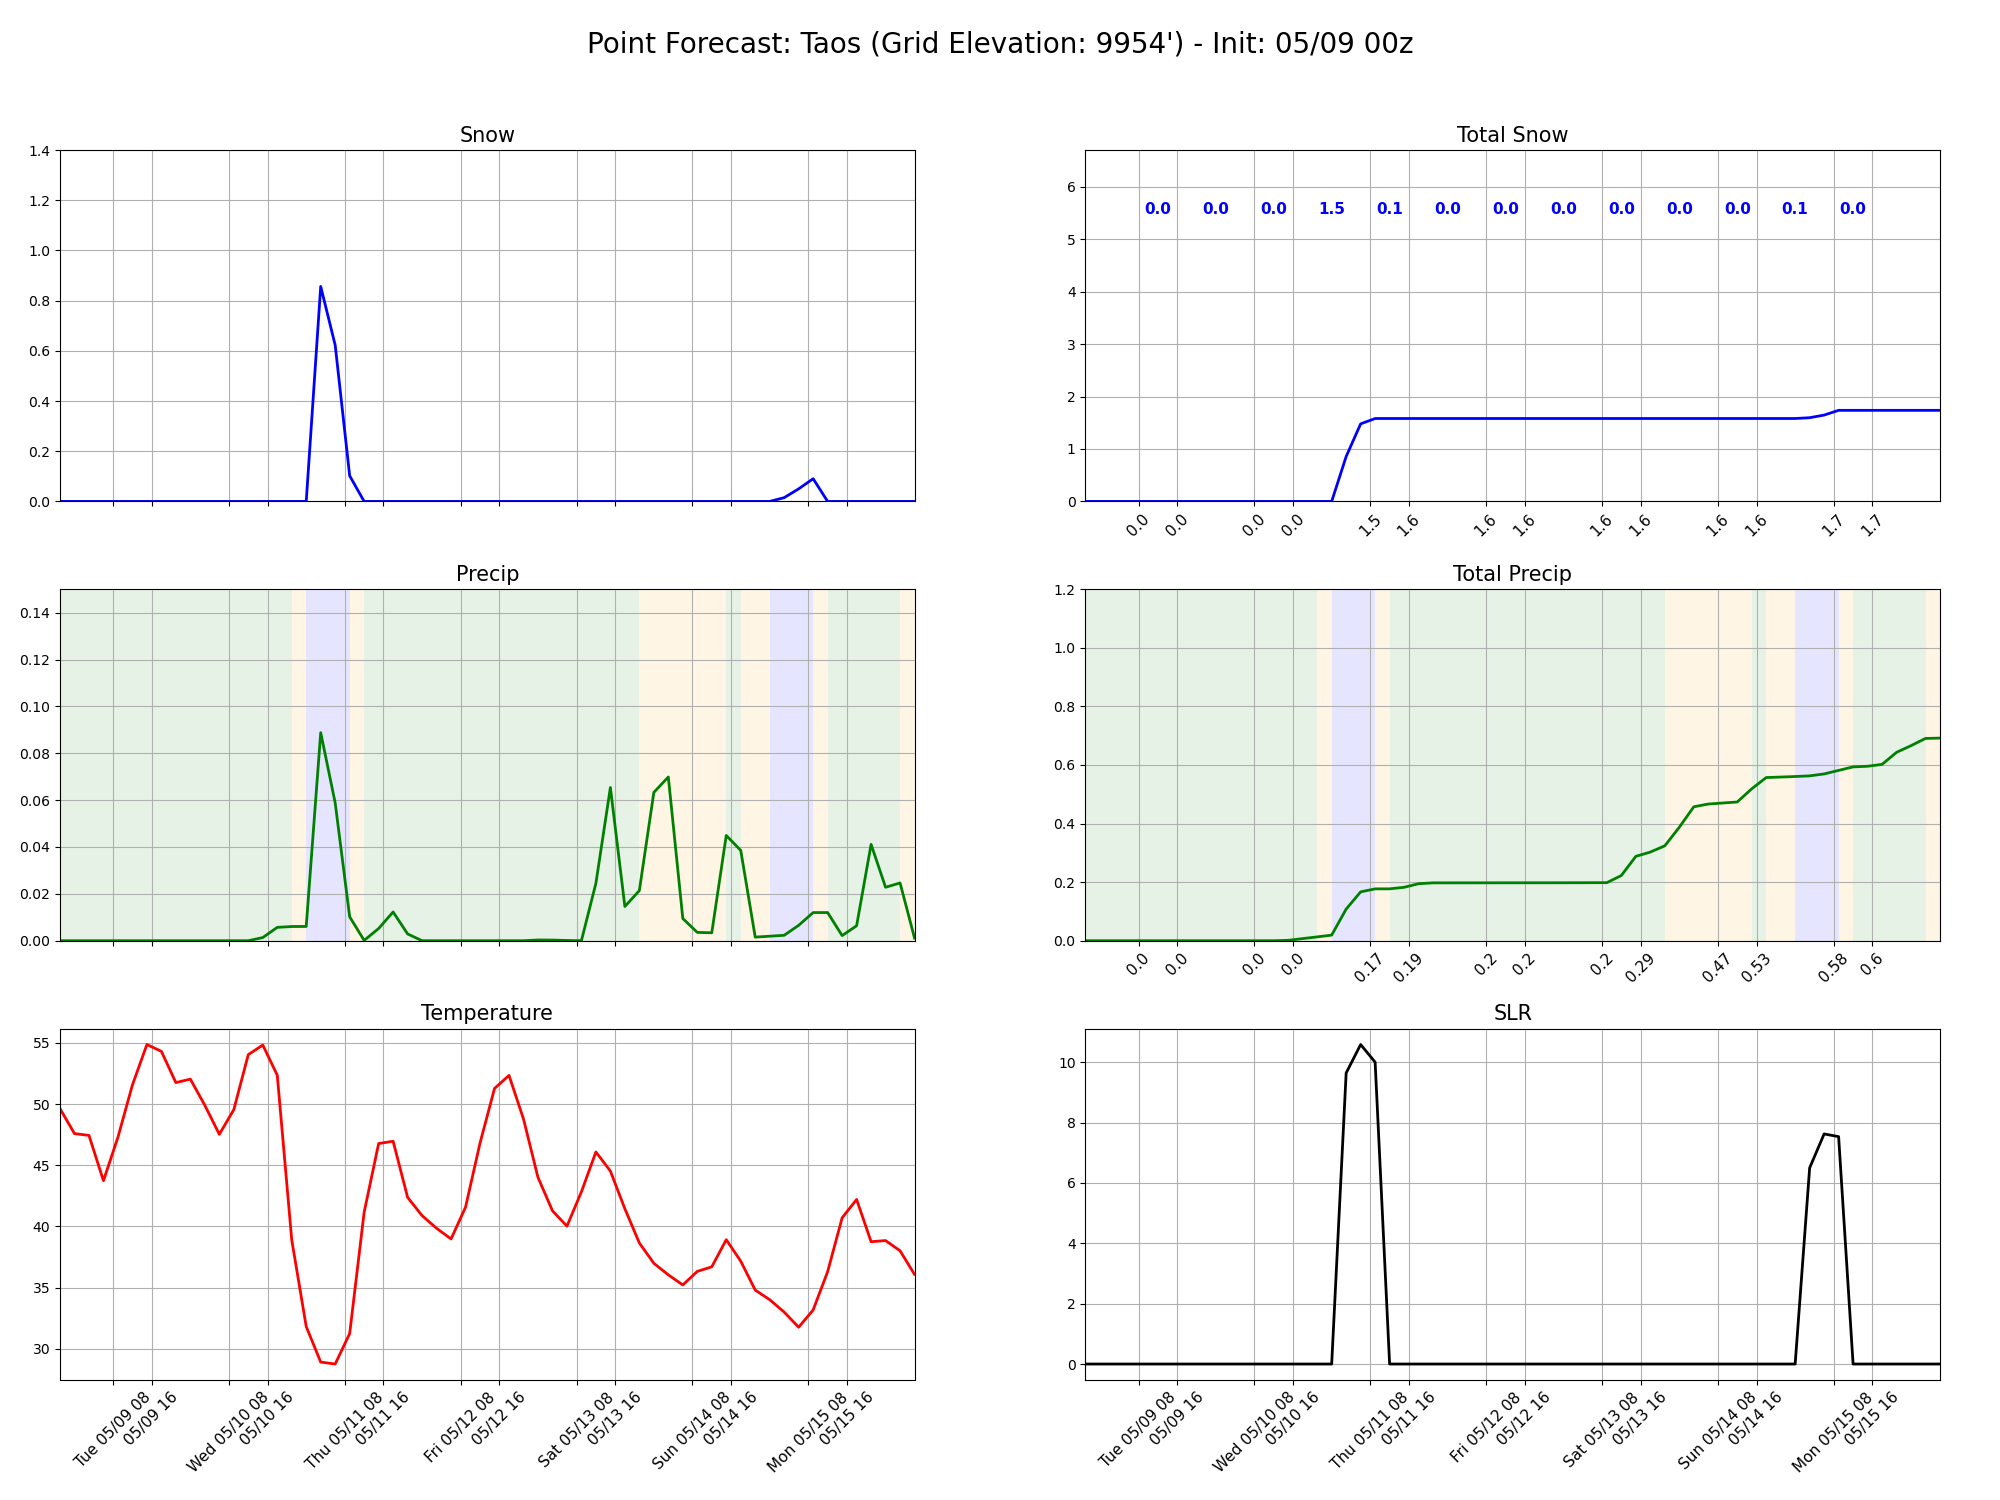 Point Forecast: Taos (Grid Elevation: 9954') - Init: 05/09 00z
Snow
1.4
1.2
1.0
0.8
0.6
0.4
0.2
0.0
Total Snow
6
5
4
3
2
1
0
0.0 0.0 0.0 1.5 0.1 0.0 0.0 0.0 0.0 0.0 0.0 0.1 0.0
0.0 0.0 0.0 0.0 1.5 1.6 1.6 1.6 1.6 1.6 1.6 1.6 1.7 1.7
Precip
0.14
0.12
0.10
0.08
0.06
0.04
0.02
0.00
Total Precip
1.2
1.0
0.8
0.6
0.4
0.2
0.0
0.0 0.0 0.0 0.0 0.17 0.19 0.2 0.2 0.2 0.29 0.47 0.53 0.58 0.6
Temperature
55
50
45
40
35
30
Tue 05/09 08
05/09 16
Wed 05/10 08
05/10 16
Thu 05/11 08
05/11 16
Fri 05/12 08
05/12 16
Sat 05/13 08
05/13 16
Sun 05/14 08
05/14 16
Mon 05/15 08
05/15 16
SLR
10
8
6
4
2
0
Tue 05/09 08
05/09 16
Wed 05/10 08
05/10 16
Thu 05/11 08
05/11 16
Fri 05/12 08
05/12 16
Sat 05/13 08
05/13 16
Sun 05/14 08
05/14 16
Mon 05/15 08
05/15 16